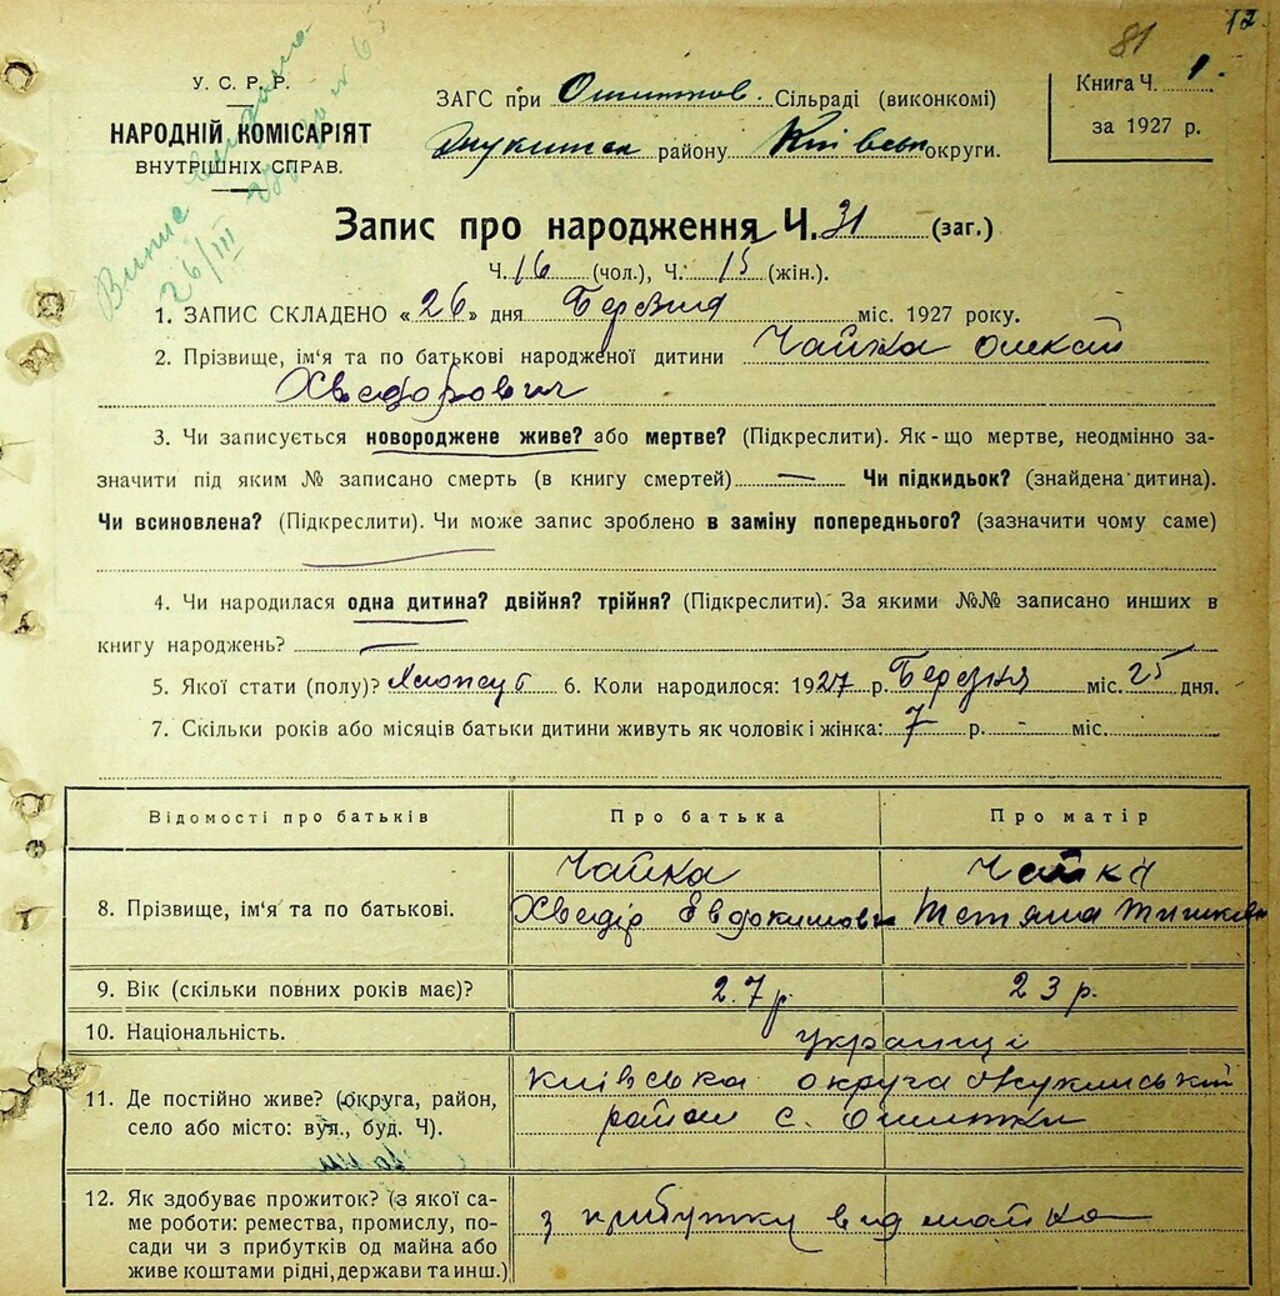 12
81
У. С. Р. Р.
НАРОДНІЙ КОМІСАРІЯТ
ВНУТРІШНІХ СПРАВ.
26/III
ЗАГС при Ошитков. Сільраді (виконкомі)
району Київськ округи.
Книга Ч. 1.
за 1927 р.
Запис про народження Ч. 31 (заг.)
Ч. 16 (чол.), Ч. 15 (жін.).
1. ЗАПИС СКЛАДЕНО «26» дня Березня міс. 1927 року.
2. Прізвище, ім'я та по батькові народженої дитини Чайка
Хведорович
3. Чи записується новороджене живе? або мертве? (Підкреслити). Як-що мертве, неодмінно за-
значити під яким № записано смерть (в книгу смертей) — Чи підкидьок? (знайдена дитина).
Чи всиновлена? (Підкреслити). Чи може запис зроблено в заміну попереднього? (зазначити чому саме)
4. Чи народилася одна дитина? двійня? трійня? (Підкреслити). За якими №№ записано инших в
книгу народжень? —
5. Якої стати (полу)? 6. Коли народилося: 1927 р. Березня міс. 25 дня.
7. Скільки років або місяців батьки дитини живуть як чоловік і жінка: 7 р. - міс.
Відомості про батьків Про батька Про матір
Чайка Чайка
8. Прізвище, ім'я та по батькові. Хведір Евдокимович Тетяна
9. Вік (скільки повних років має)? 27 р. 23 р.
10. Національність. українці
11. Де постійно живе? (округа, район, київська округа
село або місто: вул., буд. Ч). район с. Ошитки
12. Як здобуває прожиток? (з якої са-
ме роботи: ремества, промислу, по- з прибутку від майна
сади чи з прибутків од майна або
живе коштами рідні, держави та инш.)